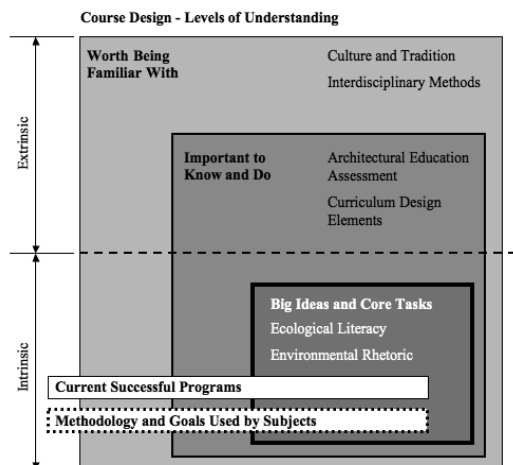 Course Design - Levels of Understanding
Worth Being
Familiar With
Culture and Tradition
Interdisciplinary Methods
Extrinsic
Important to
Know and Do
Architectural Education
Assessment
Curriculum Design
Elements
Intrinsic
Big Ideas and Core Tasks
Ecological Literacy
Environmental Rhetoric
Current Successful Programs
Methodology and Goals Used by Subjects